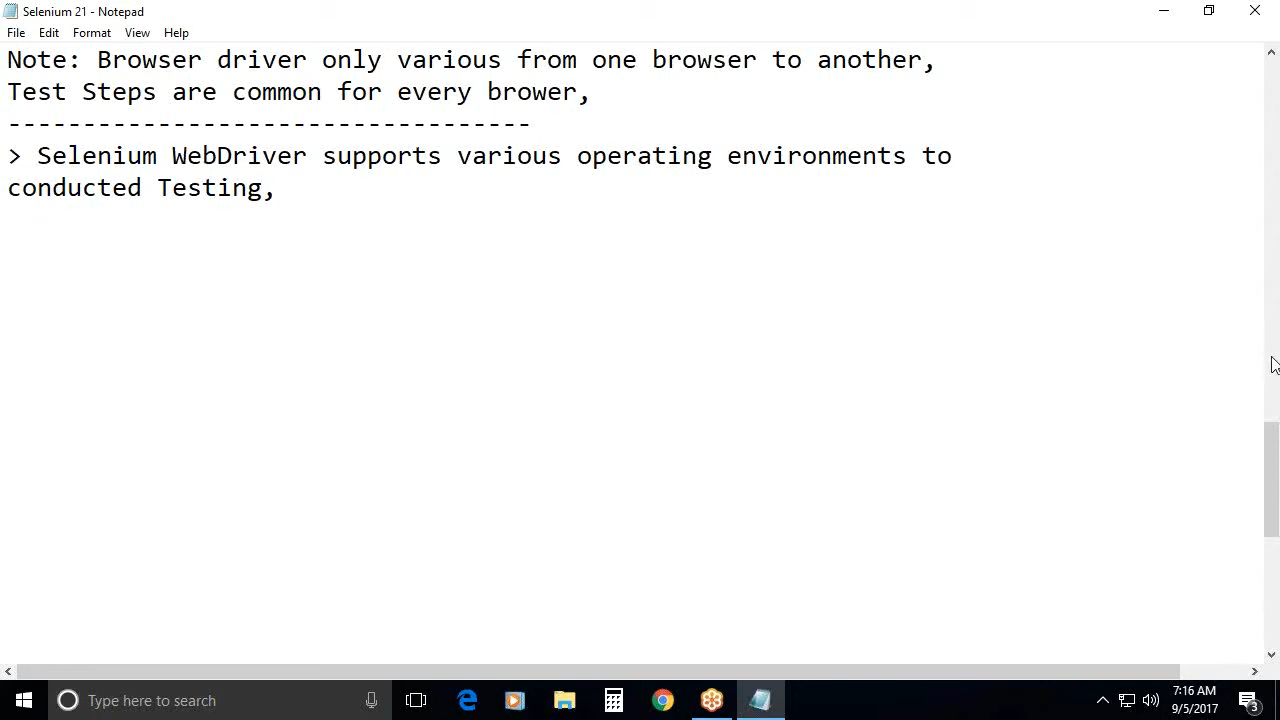 Selenium 21 - Notepad
File Edit Format View Help
Note: Browser driver only various from one browser to another,
Test Steps are common for every brower,
-----------------------------------
> Selenium WebDriver supports various operating environments to
conducted Testing,
Type here to search
7:16 AM
9/5/2017
3